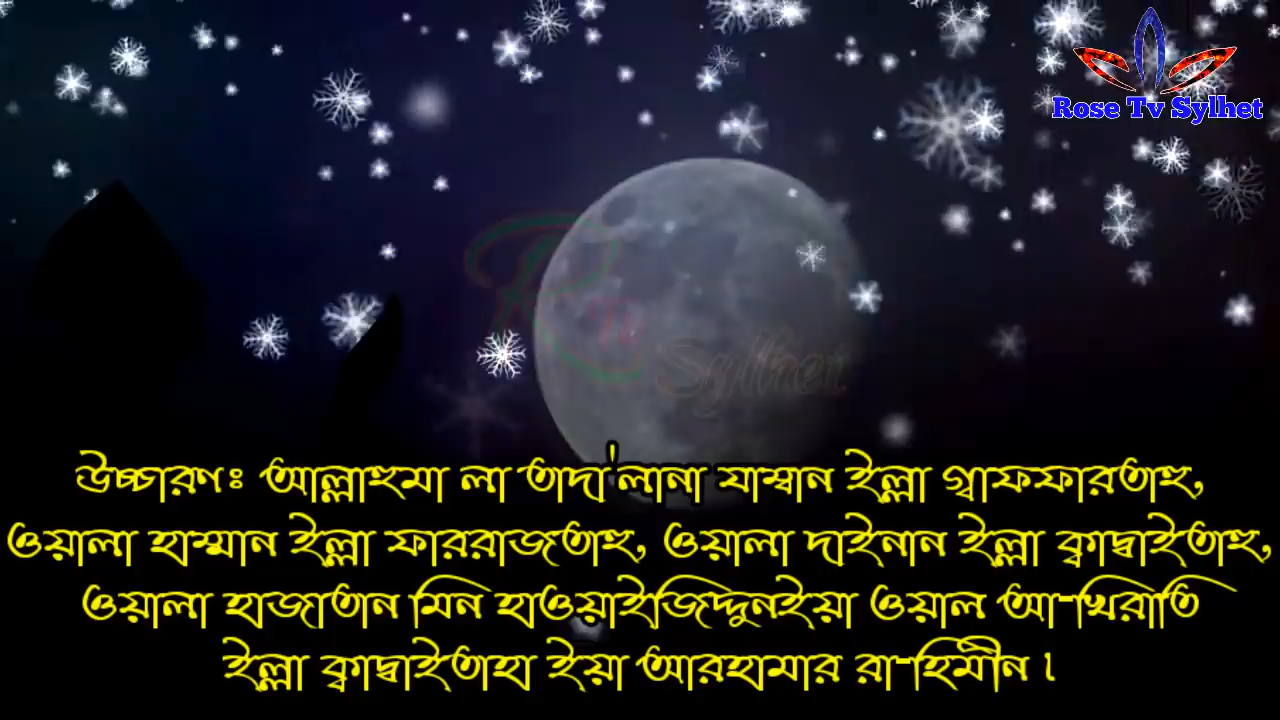 Rose Tv Sylhet
Sylhet
উচ্চারণঃ আল্লাহুমা লা তাদা'লানা যাম্বান ইল্লা গ্বাফফারতাহু,
ওয়ালা হাম্মান ইল্লা ফাররাজতাহু, ওয়ালা দাইনান ইল্লা ক্বাদ্বাইতাহু,
ওয়ালা হাজাতান মিন হাওয়াইজিদ্দুনইয়া ওয়াল আ-খিরাতি
ইল্লা ক্বাদ্বাইতাহা ইয়া আরহামার রা-হিমীন।